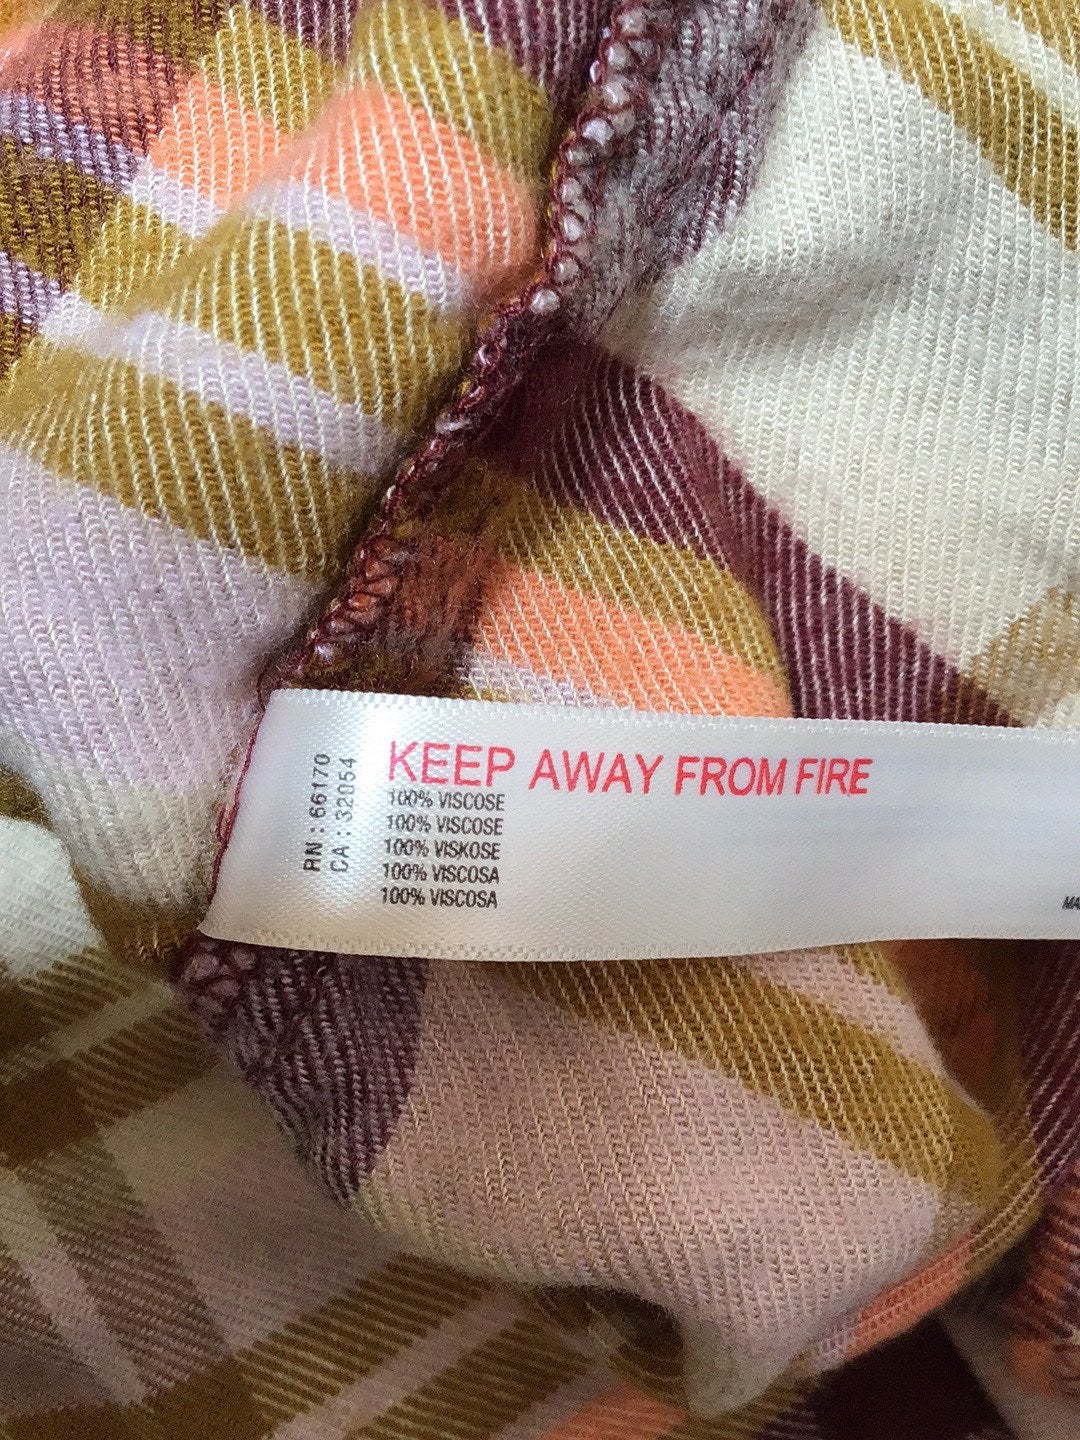 RN: 66170
CA: 32054
KEEP AWAY FROM FIRE
100% VISCOSE
100% VISCOSE
100% VISKOSE
100% VISCOSA
100% VISCOSA